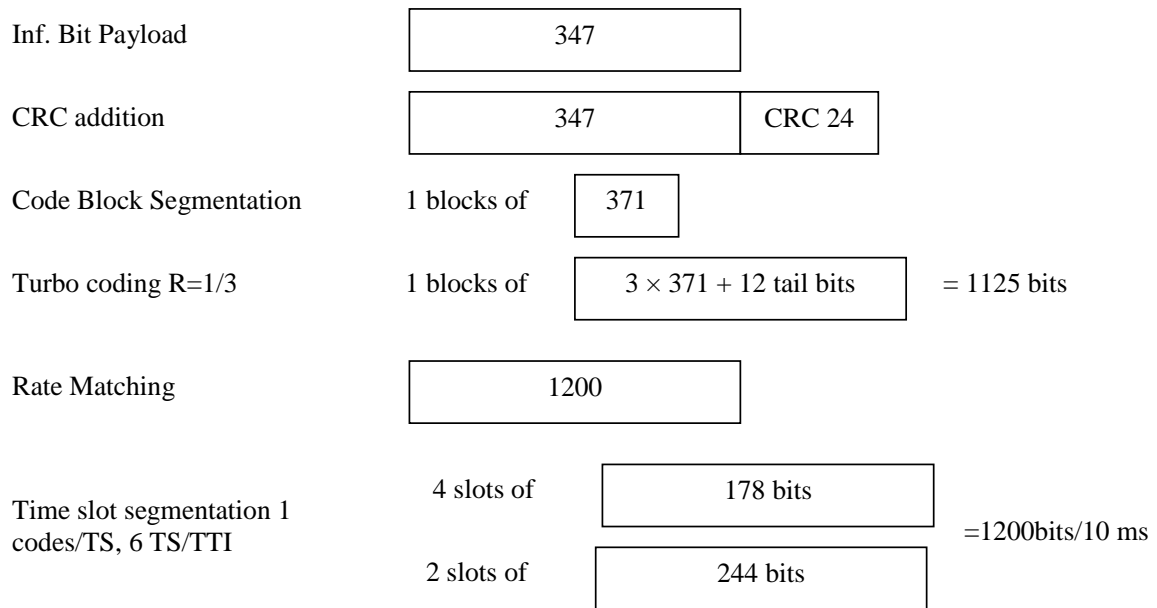 Inf. Bit Payload 347
CRC addition 347 CRC 24
Code Block Segmentation 1 blocks of 371
Turbo coding R=1/3 1 blocks of 3 × 371 + 12 tail bits = 1125 bits
Rate Matching 1200
4 slots of 178 bits
Time slot segmentation 1
codes/TS, 6 TS/TTI
=1200bits/10 ms
2 slots of 244 bits